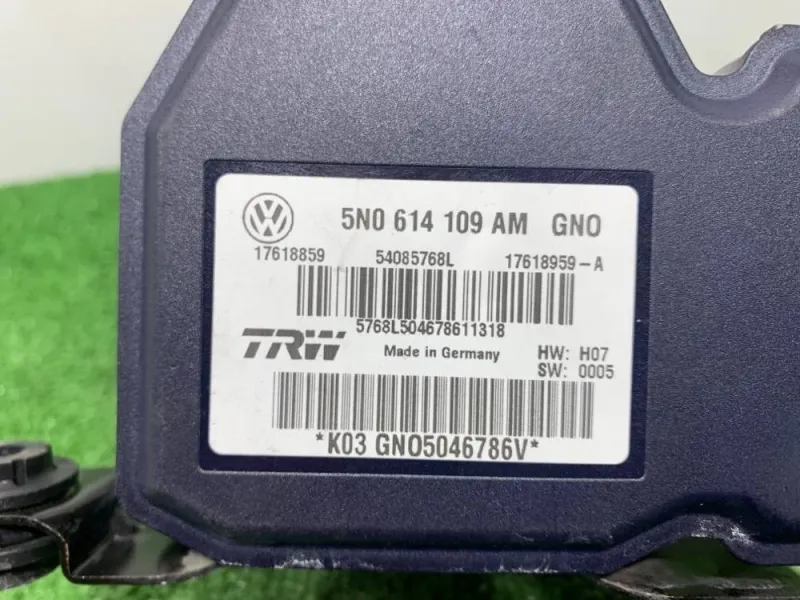 5N0 614 109 AM GNO
17618859 54085768L 17618959-A
5768L504678611318
TRW Made in Germany HW: H07
SW: 0005
*K03 GNO5046786V*